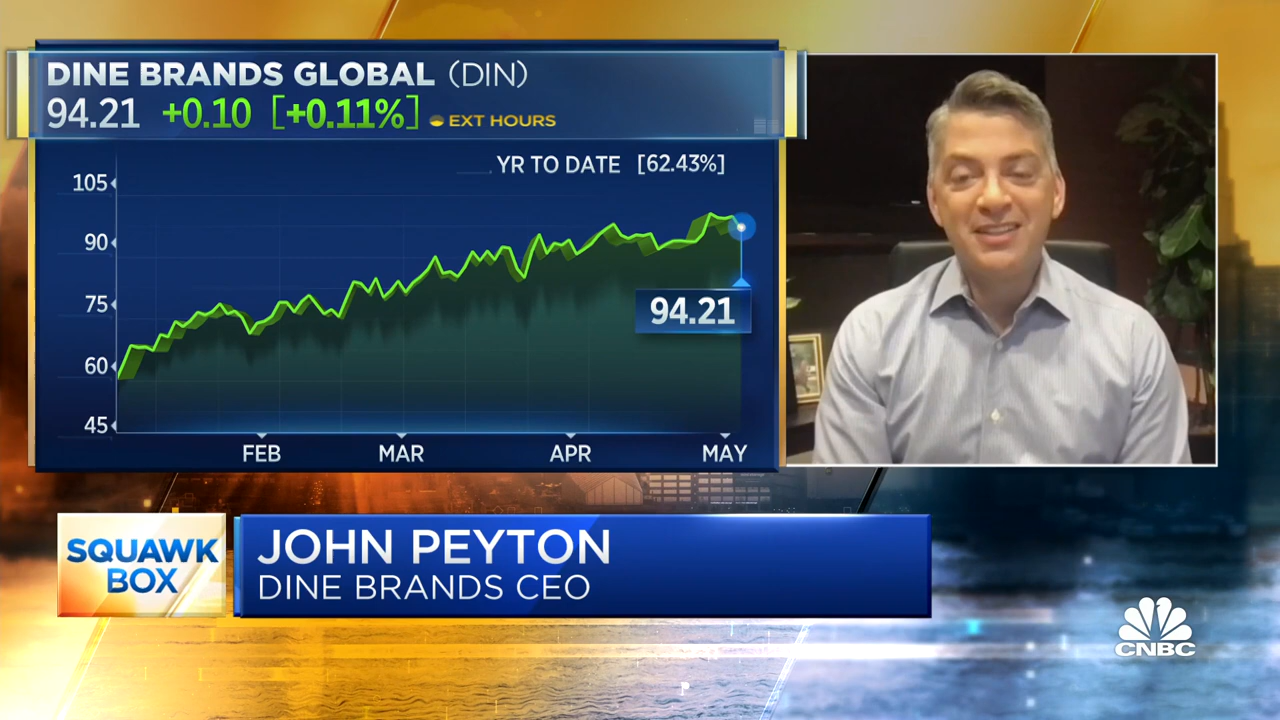 DINE BRANDS GLOBAL (DIN)
94.21 +0.10 [+0.11%] EXT HOURS
YR TO DATE [62.43%]
105
90
75
60
45
94.21
FEB MAR APR MAY
SQUAWK
BOX
JOHN PEYTON
DINE BRANDS CEO
CNBC
P